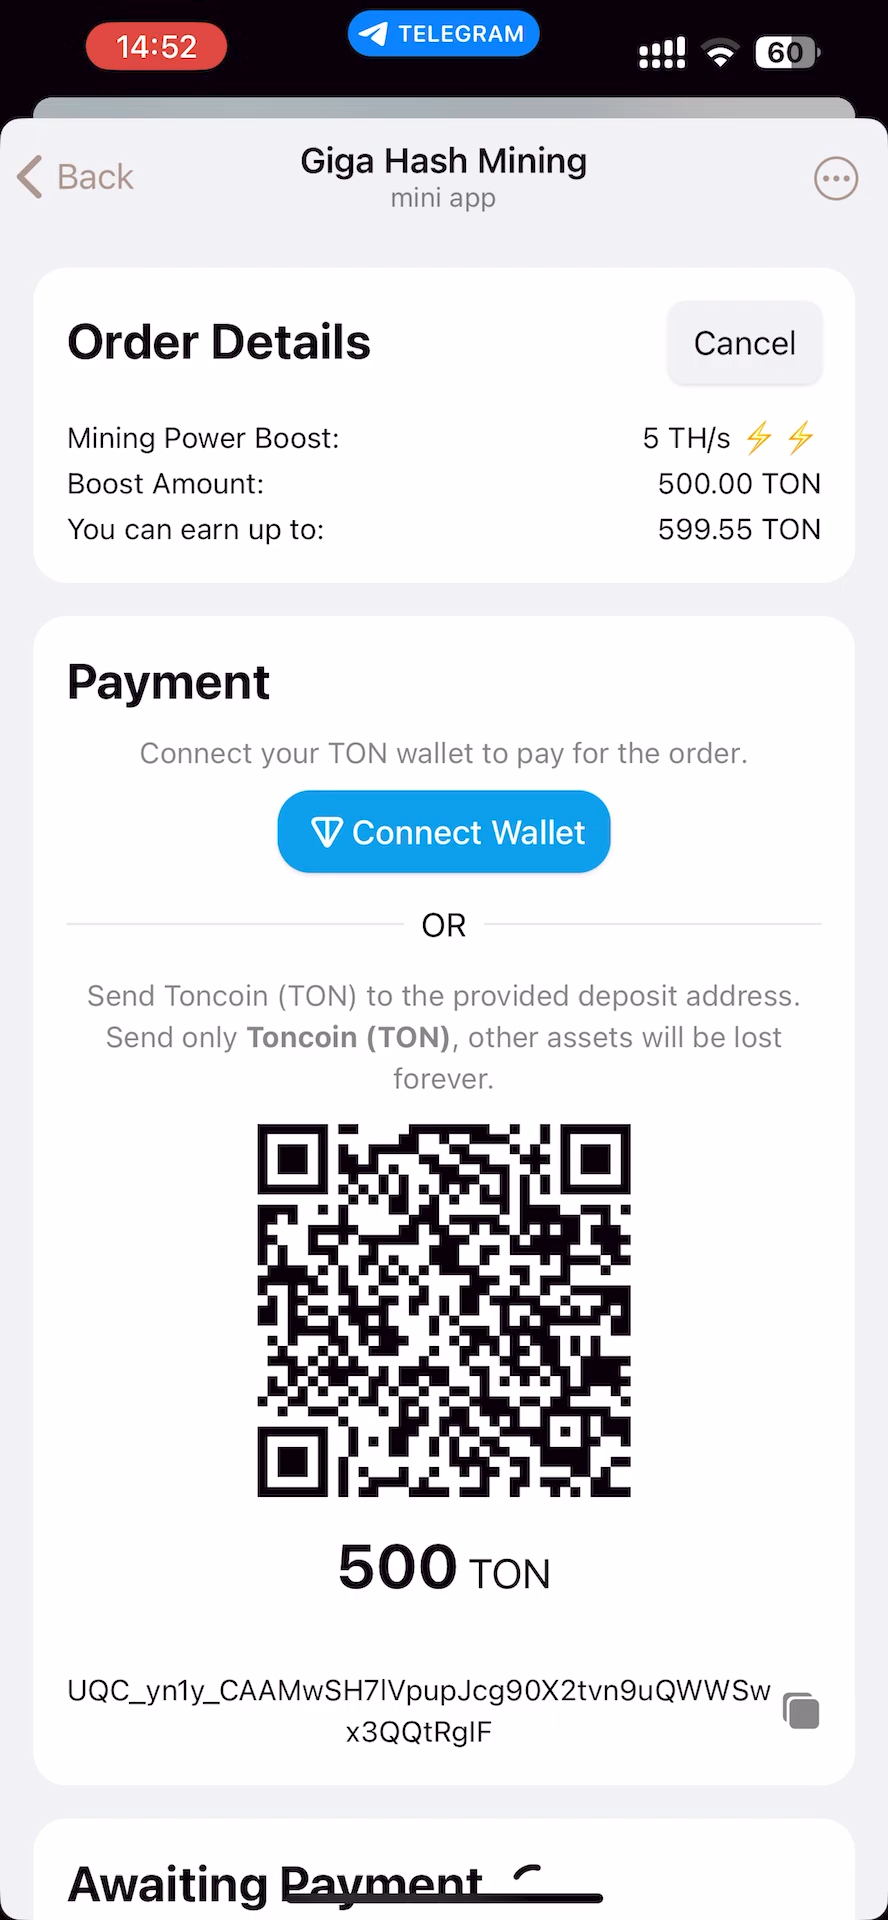 14:52
TELEGRAM
60
Back
Giga Hash Mining
mini app
Order Details
Cancel
Mining Power Boost:
5 TH/s ⚡⚡
Boost Amount:
500.00 TON
You can earn up to:
599.55 TON
Payment
Connect your TON wallet to pay for the order.
Connect Wallet
OR
Send Toncoin (TON) to the provided deposit address.
Send only Toncoin (TON), other assets will be lost
forever.
500 TON
UQC_yn1y_CAAMwSH7lVpupJcg90X2tvn9uQWWSw
x3QQtRglF
Awaiting Payment